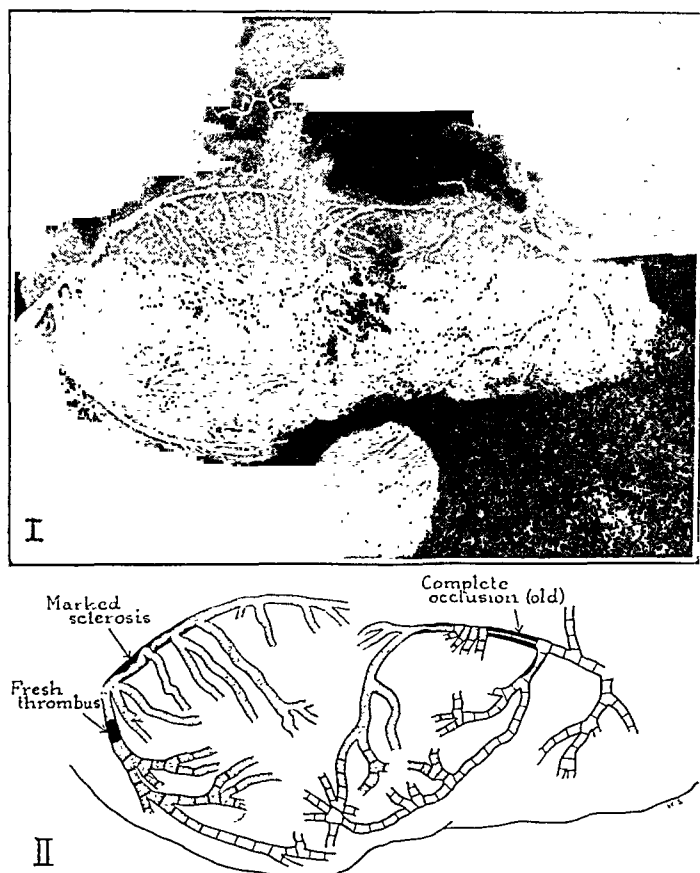 I
Marked
sclerosis
Complete
occlusion (old)
Fresh
thrombus
II